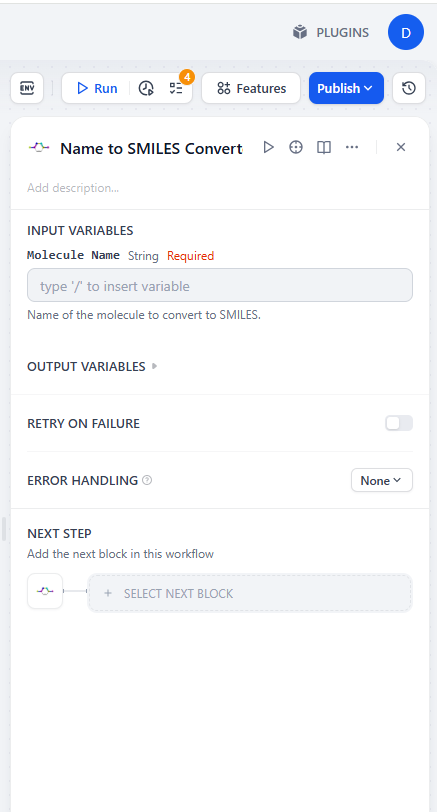 PLUGINS
D
ENV
Run
4
Features
Publish
Name to SMILES Convert
Add description...
INPUT VARIABLES
Molecule Name String Required
type '/' to insert variable
Name of the molecule to convert to SMILES.
OUTPUT VARIABLES
RETRY ON FAILURE
ERROR HANDLING
None
NEXT STEP
Add the next block in this workflow
+ SELECT NEXT BLOCK